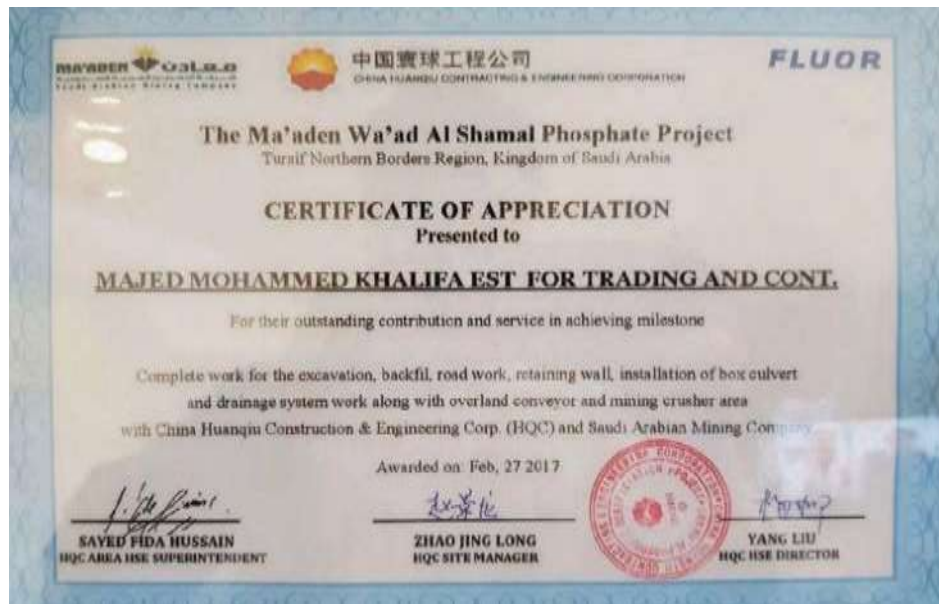 MA'ADEN معادن
Saudi Arabian Mining Company
中国寰球工程公司
CHINA HUANQIU CONTRACTING & ENGINEERING CORPORATION
FLUOR
The Ma'aden Wa'ad Al Shamal Phosphate Project
Turaif Northern Borders Region, Kingdom of Saudi Arabia
CERTIFICATE OF APPRECIATION
Presented to
MAJED MOHAMMED KHALIFA EST FOR TRADING AND CONT.
For their outstanding contribution and service in achieving milestone
Complete work for the excavation, backfil, road work, retaining wall, installation of box culvert
and drainage system work along with overland conveyor and mining crusher area
with China Huanqiu Construction & Engineering Corp. (HQC) and Saudi Arabian Mining Company
Awarded on: Feb, 27 2017
SAYED FIDA HUSSAIN
HQC AREA HSE SUPERINTENDENT
ZHAO JING LONG
HQC SITE MANAGER
YANG LIU
HQC HSE DIRECTOR